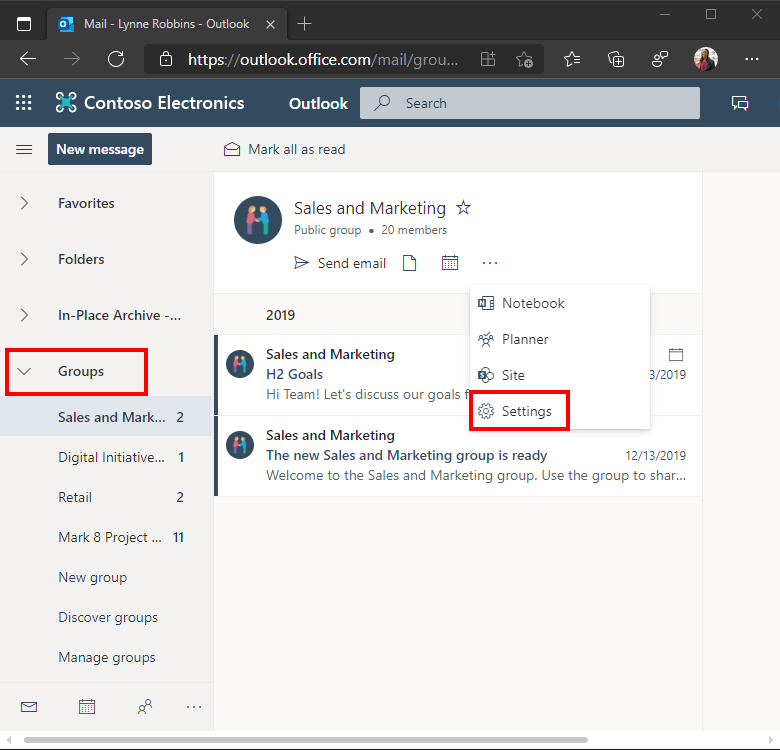 Mail - Lynne Robbins - Outlook
https://outlook.office.com/mail/grou...
Contoso Electronics
Outlook
Search
New message
Mark all as read
Favorites
Folders
In-Place Archive -...
Groups
Sales and Mark... 2
Digital Initiative... 1
Retail 2
Mark 8 Project ... 11
New group
Discover groups
Manage groups
Sales and Marketing
Public group • 20 members
Send email
...
Notebook
Planner
Site
Settings
2019
Sales and Marketing
H2 Goals 3/2019
Hi Team! Let's discuss our goals f
Sales and Marketing
The new Sales and Marketing group is ready 12/13/2019
Welcome to the Sales and Marketing group. Use the group to shar...